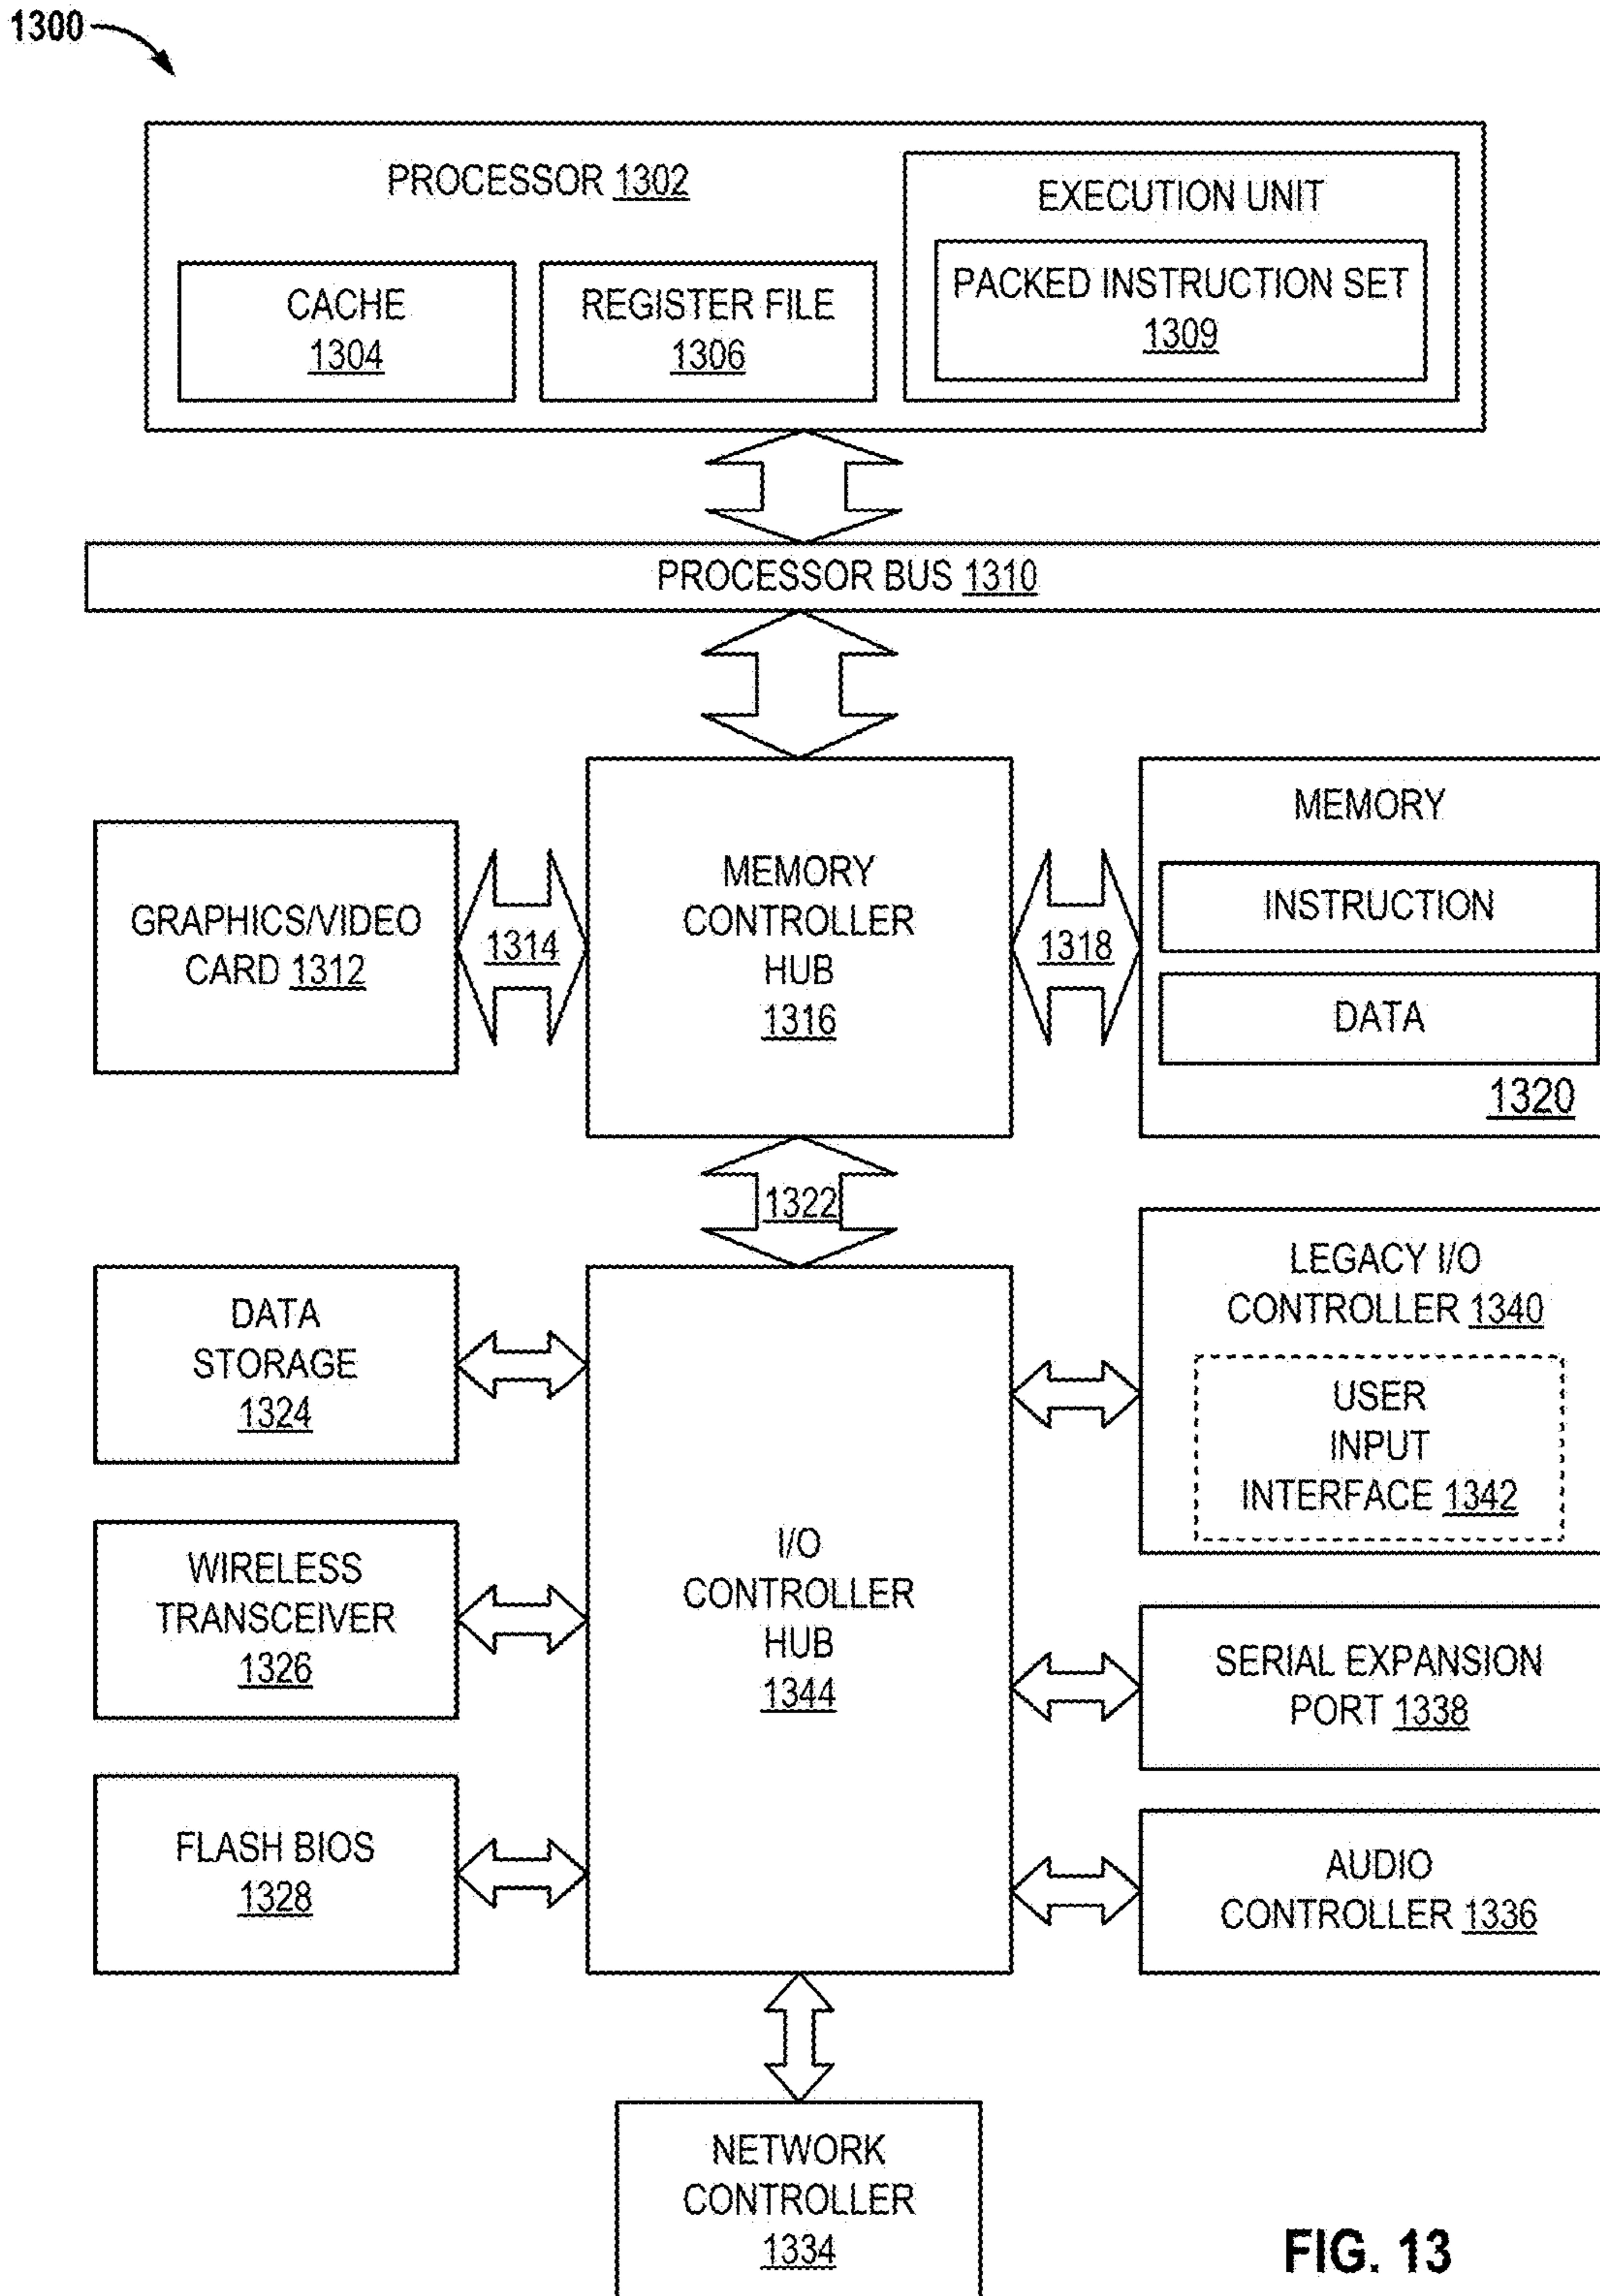 1300
PROCESSOR 1302
EXECUTION UNIT
PACKED INSTRUCTION SET
1309
CACHE
1304
REGISTER FILE
1306
PROCESSOR BUS 1310
GRAPHICS/VIDEO
CARD 1312
1314
MEMORY
CONTROLLER
HUB
1316
1318
MEMORY
INSTRUCTION
DATA
1320
1322
DATA
STORAGE
1324
WIRELESS
TRANSCEIVER
1326
FLASH BIOS
1328
I/O
CONTROLLER
HUB
1344
LEGACY I/O
CONTROLLER 1340
USER
INPUT
INTERFACE 1342
SERIAL EXPANSION
PORT 1338
AUDIO
CONTROLLER 1336
NETWORK
CONTROLLER
1334
FIG. 13